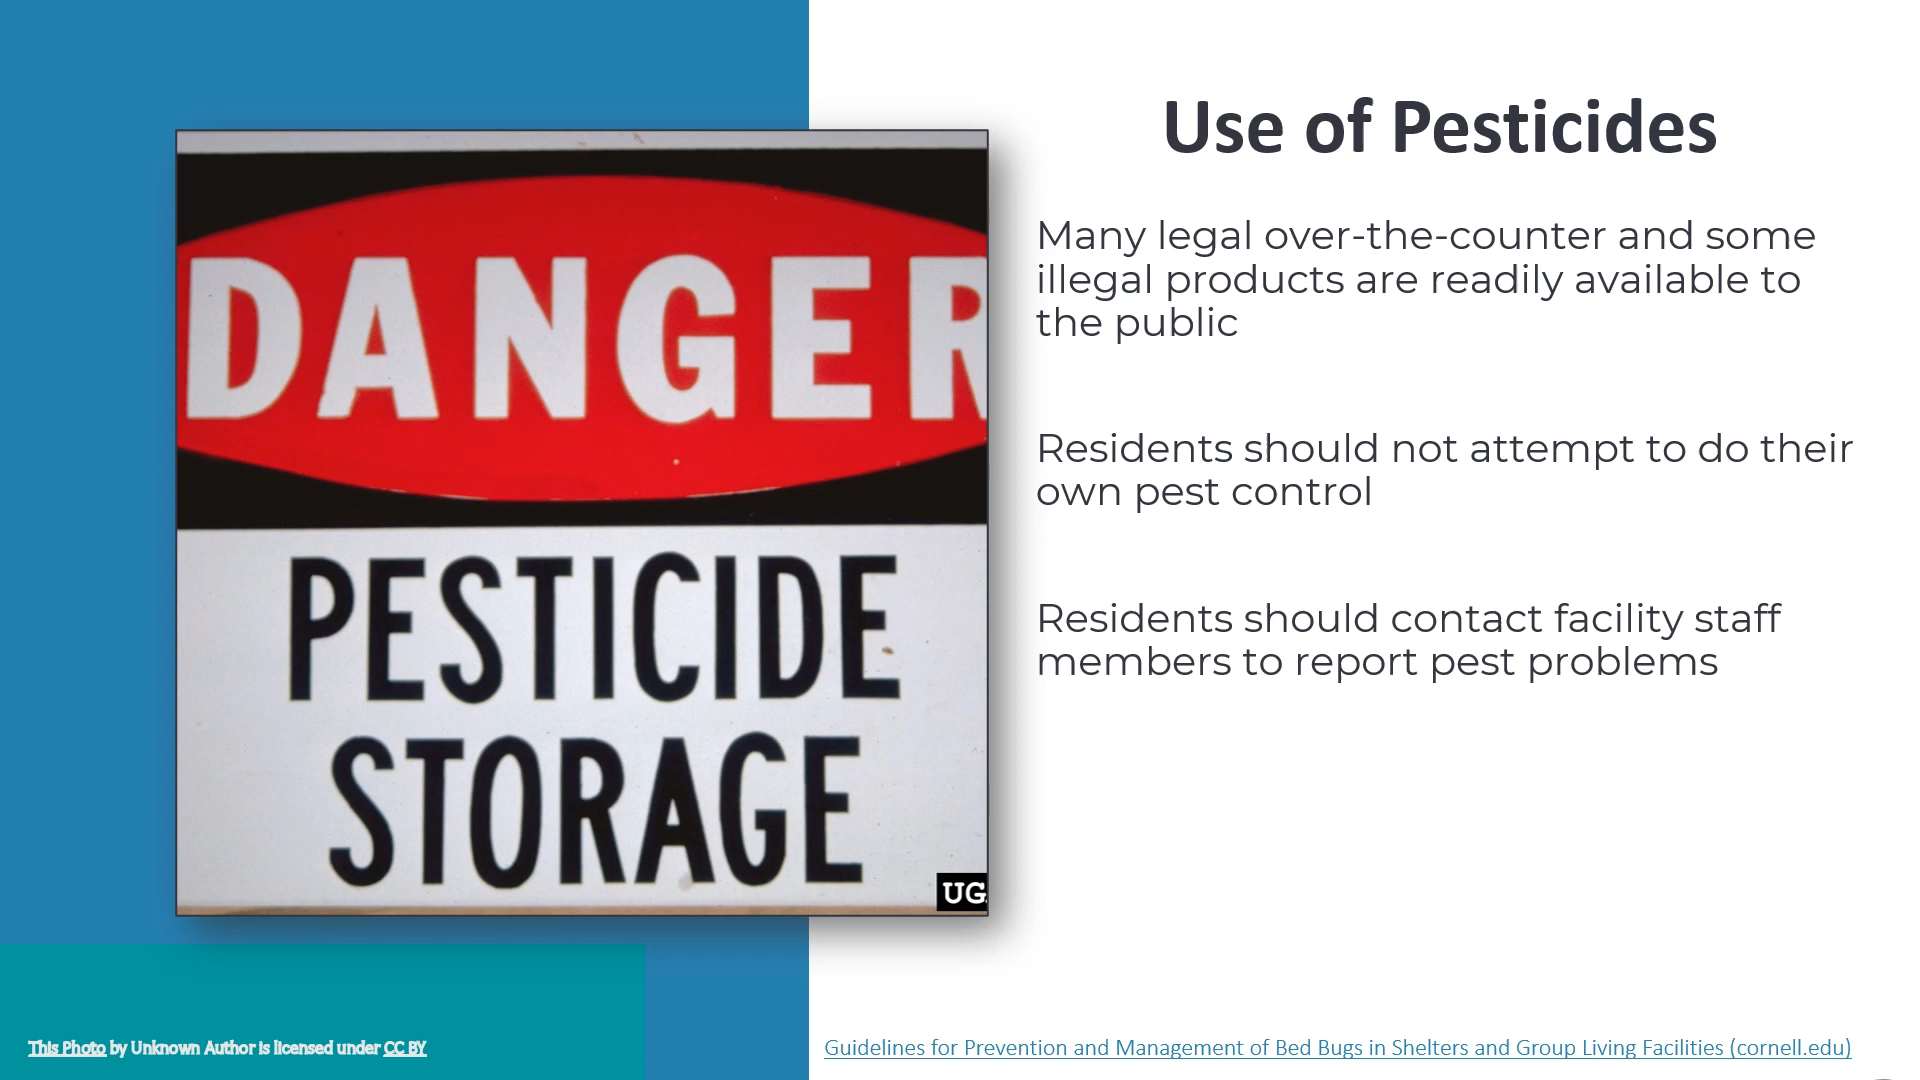 Use of Pesticides
Many legal over-the-counter and some
illegal products are readily available to
the public
Residents should not attempt to do their
own pest control
Residents should contact facility staff
members to report pest problems
DANGER
PESTICIDE
STORAGE
UG
This Photo by Unknown Author is licensed under CC BY
Guidelines for Prevention and Management of Bed Bugs in Shelters and Group Living Facilities (cornell.edu)